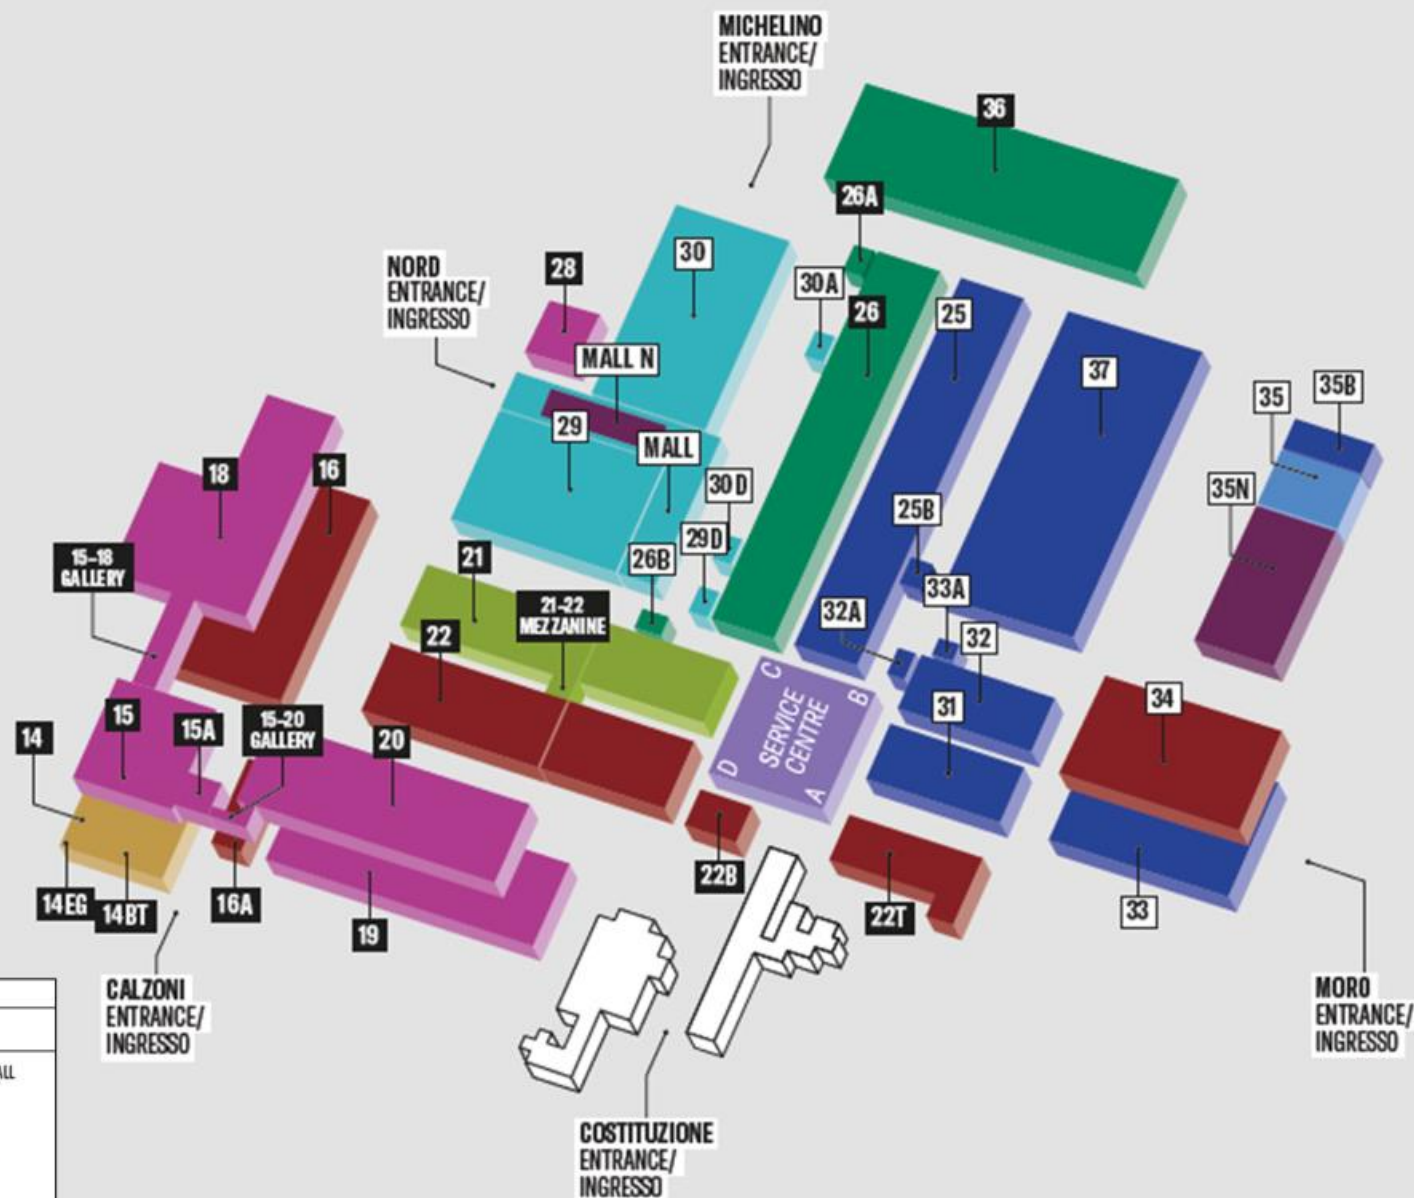 MICHELINO
ENTRANCE/
INGRESSO
36
26A
NORD
ENTRANCE/
INGRESSO
28
30
30A
26
25
37
35
35B
MALL N
29
MALL
18
16
30D
35N
25B
15-18
GALLERY
21
26B
29D
33A
21-22
MEZZANINE
32A
22
32
C
B
SERVICE
CENTRE
D
A
31
34
14
15
15A
15-20
GALLERY
20
14EG
14BT
16A
19
22B
22T
33
CALZONI
ENTRANCE/
INGRESSO
MORO
ENTRANCE/
INGRESSO
COSTITUZIONE
ENTRANCE/
INGRESSO